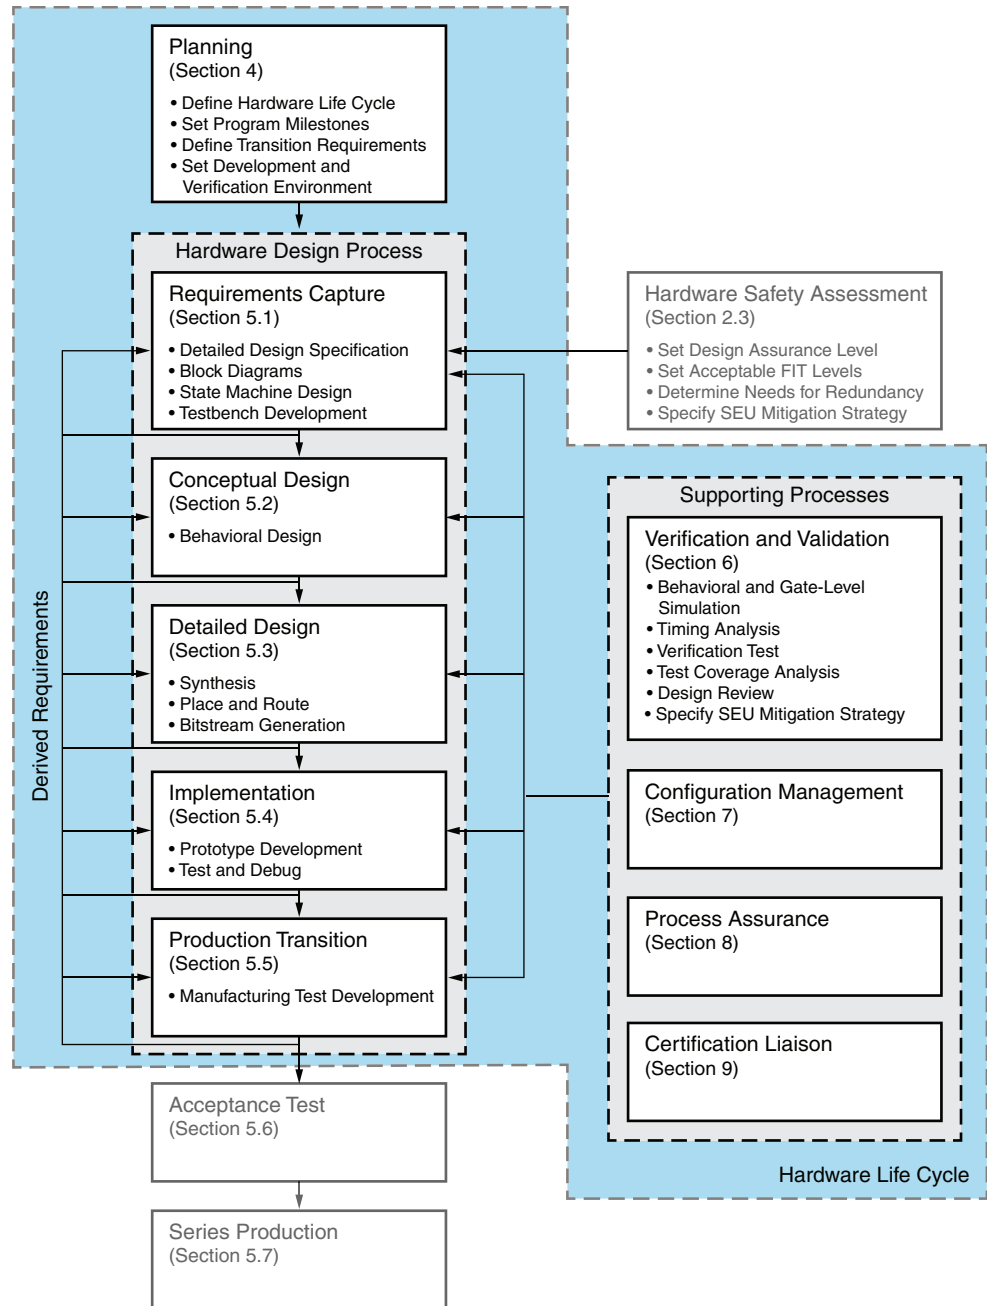 Planning
(Section 4)
• Define Hardware Life Cycle
• Set Program Milestones
• Define Transition Requirements
• Set Development and
Verification Environment
Hardware Design Process
Requirements Capture
(Section 5.1)
• Detailed Design Specification
• Block Diagrams
• State Machine Design
• Testbench Development
Hardware Safety Assessment
(Section 2.3)
• Set Design Assurance Level
• Set Acceptable FIT Levels
• Determine Needs for Redundancy
• Specify SEU Mitigation Strategy
Conceptual Design
(Section 5.2)
• Behavioral Design
Detailed Design
(Section 5.3)
• Synthesis
• Place and Route
• Bitstream Generation
Implementation
(Section 5.4)
• Prototype Development
• Test and Debug
Production Transition
(Section 5.5)
• Manufacturing Test Development
Derived Requirements
Supporting Processes
Verification and Validation
(Section 6)
• Behavioral and Gate-Level
Simulation
• Timing Analysis
• Verification Test
• Test Coverage Analysis
• Design Review
• Specify SEU Mitigation Strategy
Configuration Management
(Section 7)
Process Assurance
(Section 8)
Certification Liaison
(Section 9)
Hardware Life Cycle
Acceptance Test
(Section 5.6)
Series Production
(Section 5.7)